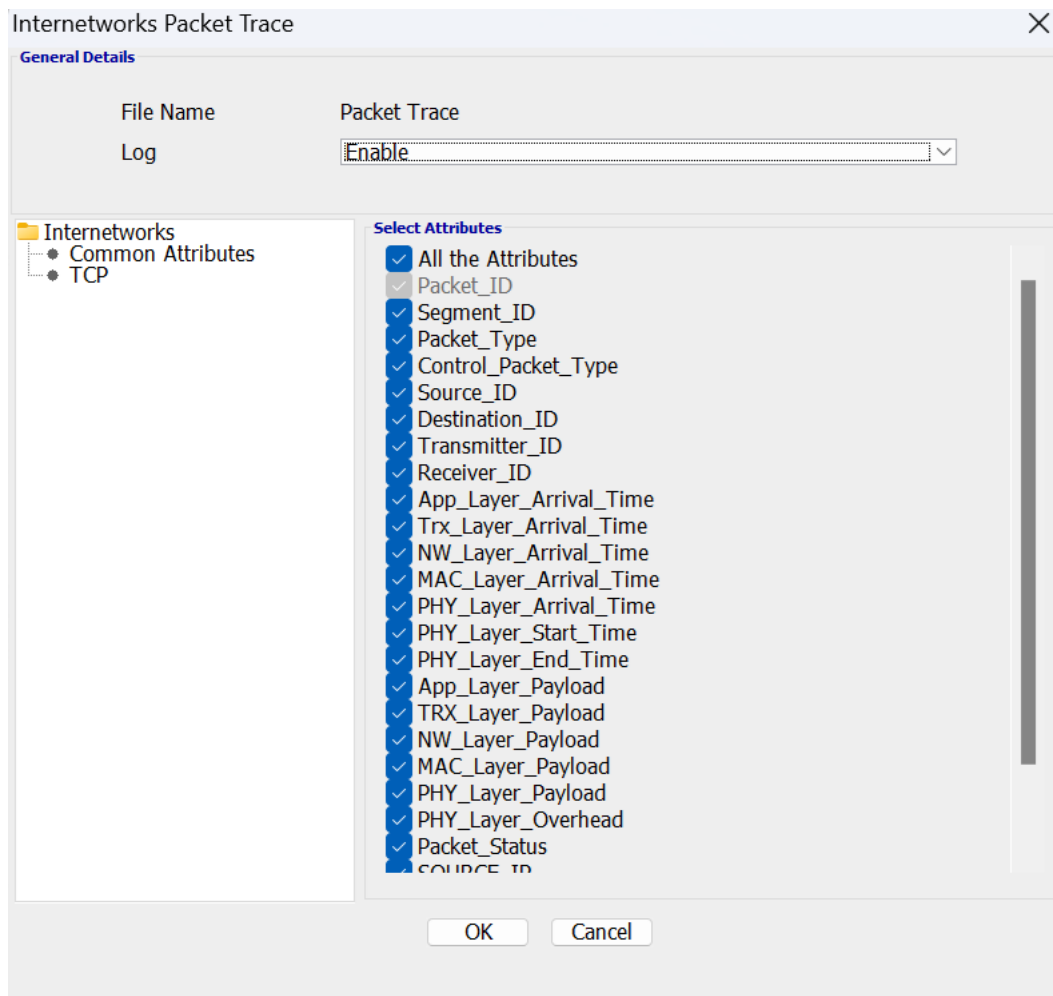 Internetworks Packet Trace
General Details
File Name Packet Trace
Log Enable
Internetworks
Common Attributes
TCP
Select Attributes
All the Attributes
Packet_ID
Segment_ID
Packet_Type
Control_Packet_Type
Source_ID
Destination_ID
Transmitter_ID
Receiver_ID
App_Layer_Arrival_Time
Trx_Layer_Arrival_Time
NW_Layer_Arrival_Time
MAC_Layer_Arrival_Time
PHY_Layer_Arrival_Time
PHY_Layer_Start_Time
PHY_Layer_End_Time
App_Layer_Payload
TRX_Layer_Payload
NW_Layer_Payload
MAC_Layer_Payload
PHY_Layer_Payload
PHY_Layer_Overhead
Packet_Status
SOURCE_IP
OK Cancel